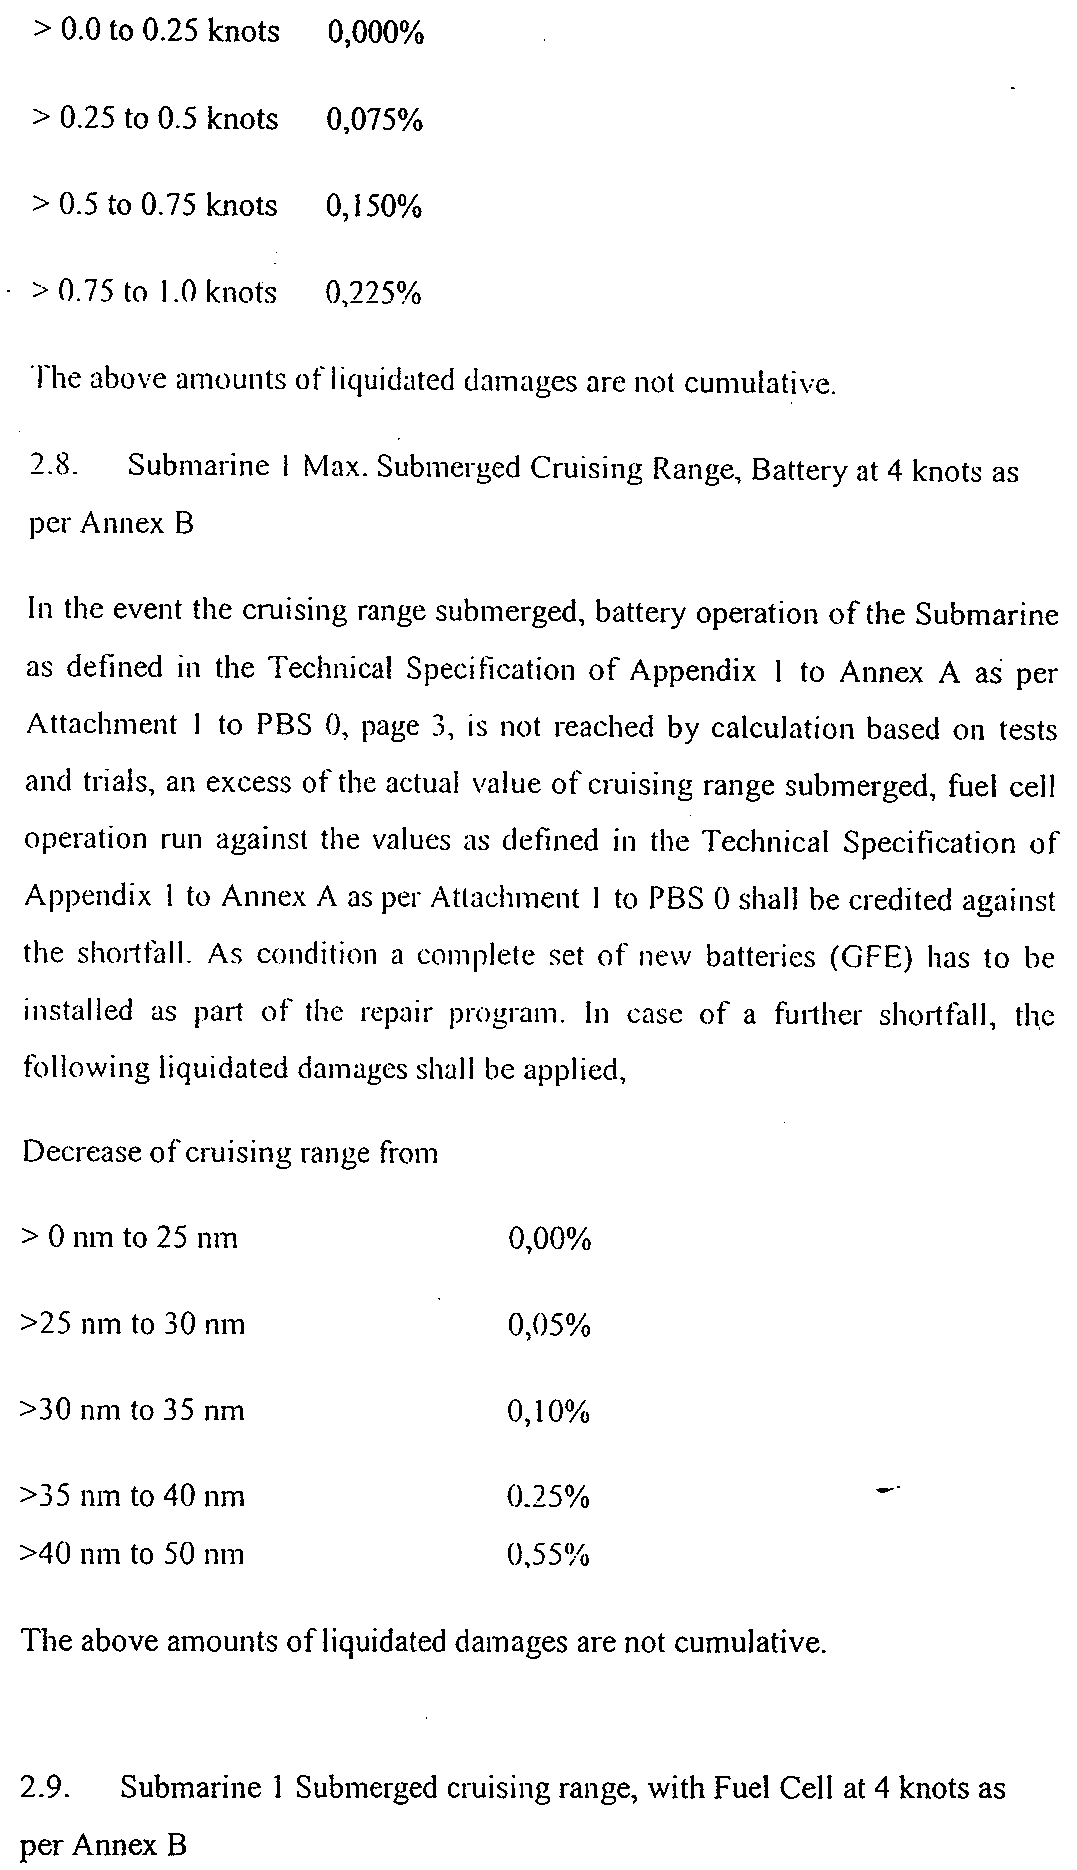 > 0.0 to 0.25 knots 0,000%
> 0.25 to 0.5 knots 0,075%
> 0.5 to 0.75 knots 0,150%
> 0.75 to 1.0 knots 0,225%
The above amounts of liquidated damages are not cumulative.
2.8. Submarine 1 Max. Submerged Cruising Range, Battery at 4 knots as
per Annex B
In the event the cruising range submerged, battery operation of the Submarine
as defined in the Technical Specification of Appendix 1 to Annex A as per
Attachment 1 to PBS 0, page 3, is not reached by calculation based on tests
and trials, an excess of the actual value of cruising range submerged, fuel cell
operation run against the values as defined in the Technical Specification of
Appendix 1 to Annex A as per Attachment 1 to PBS 0 shall be credited against
the shortfall. As condition a complete set of new batteries (GFE) has to be
installed as part of the repair program. In case of a further shortfall, the
following liquidated damages shall be applied,
Decrease of cruising range from
> 0 nm to 25 nm 0,00%
>25 nm to 30 nm 0,05%
>30 nm to 35 nm 0,10%
>35 nm to 40 nm 0.25%
>40 nm to 50 nm 0,55%
The above amounts of liquidated damages are not cumulative.
2.9. Submarine 1 Submerged cruising range, with Fuel Cell at 4 knots as
per Annex B